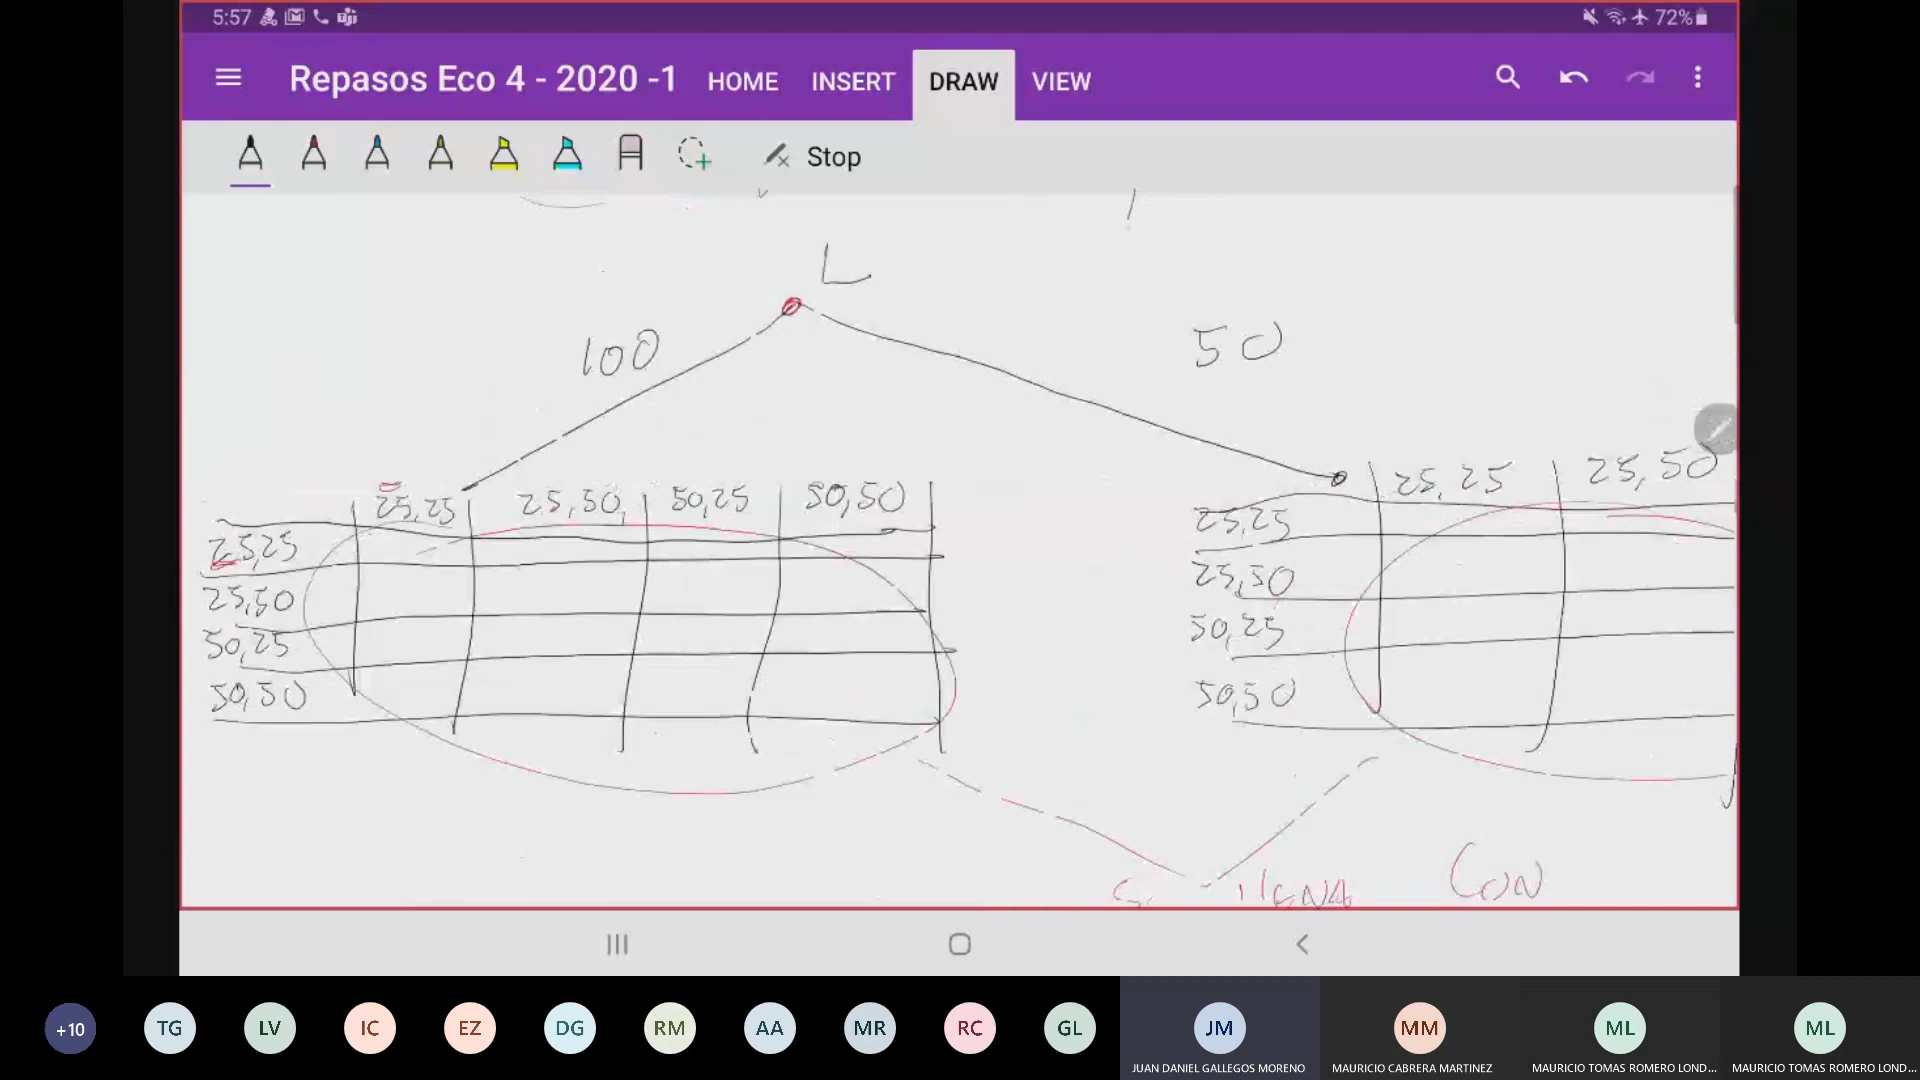 5:57 72%
Repasos Eco 4 - 2020 -1 HOME INSERT DRAW VIEW
Stop
L
100 50
25,25 25,50, 50,25 50,50
25,25
25,50
50,25
50,50
25,25 25,50
25,25
25,50
50,25
50,50
CON
+10 TG LV IC EZ DG RM AA MR RC GL JM MM ML ML
JUAN DANIEL GALLEGOS MORENO MAURICIO CABRERA MARTINEZ MAURICIO TOMAS ROMERO LOND... MAURICIO TOMAS ROMERO LOND...